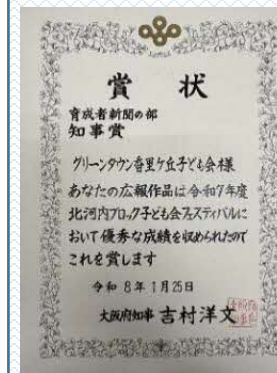 賞状
育成者新聞の部
知事賞
グリーンタウン香里ケ丘子ども会様
あなたの広報作品は令和7年度
北河内ブロック子ども会フェスティバルに
おいて優秀な成績を収められたので
これを賞します
令和8年1月25日
大阪府知事 吉村洋文